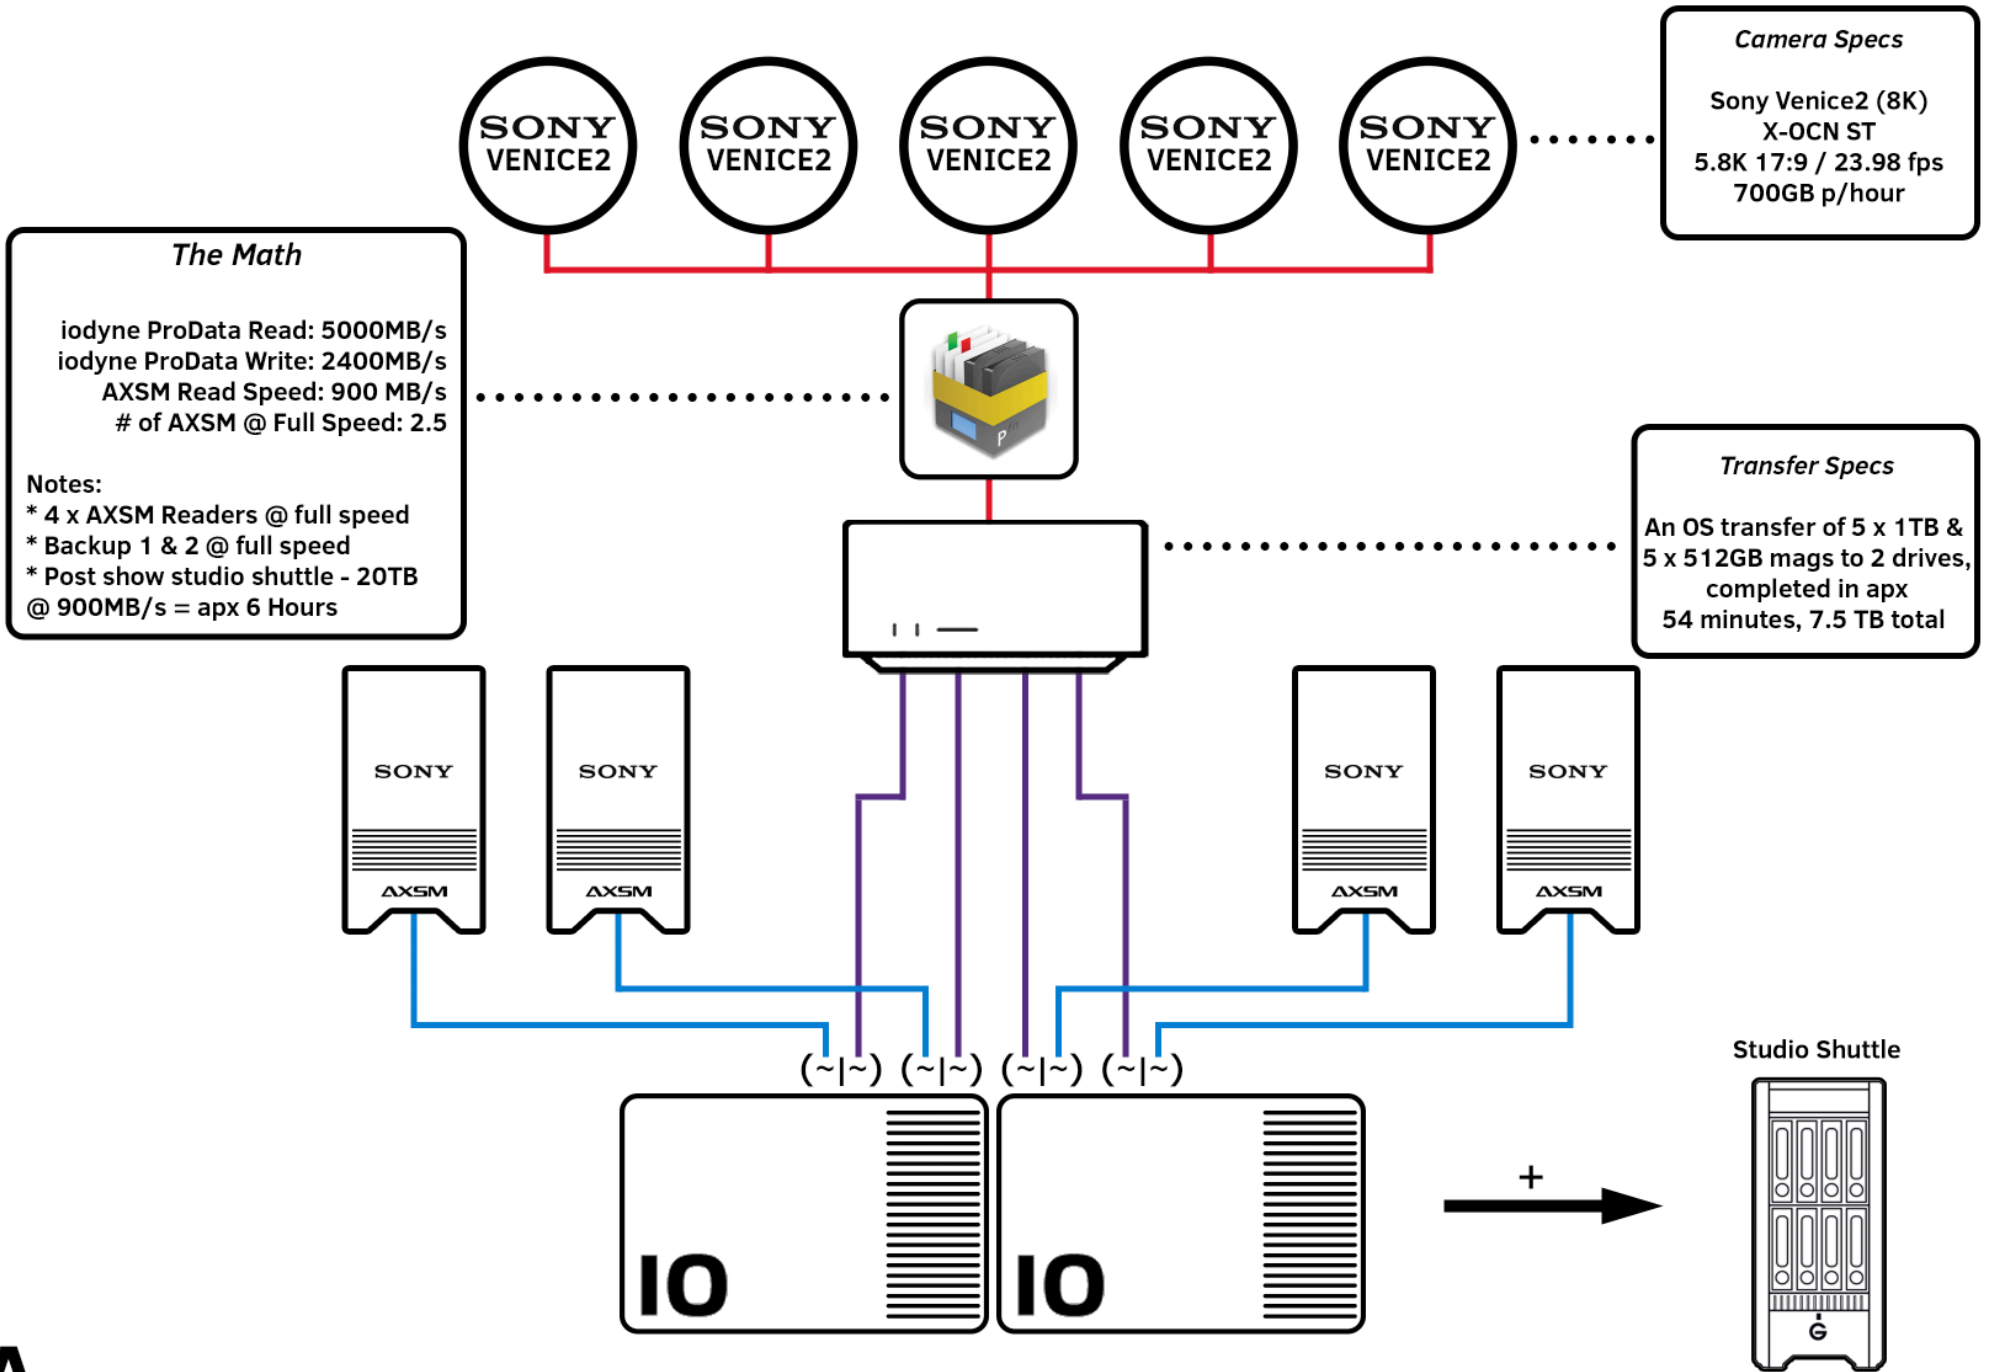 SONY
VENICE2
SONY
VENICE2
SONY
VENICE2
SONY
VENICE2
SONY
VENICE2
Camera Specs
Sony Venice2 (8K)
X-OCN ST
5.8K 17:9 / 23.98 fps
700GB p/hour
The Math
iodyne ProData Read: 5000MB/s
iodyne ProData Write: 2400MB/s
AXSM Read Speed: 900 MB/s
# of AXSM @ Full Speed: 2.5
Notes:
* 4 x AXSM Readers @ full speed
* Backup 1 & 2 @ full speed
* Post show studio shuttle - 20TB
@ 900MB/s = apx 6 Hours
P
Transfer Specs
An OS transfer of 5 x 1TB &
5 x 512GB mags to 2 drives,
completed in apx
54 minutes, 7.5 TB total
SONY
AXSM
SONY
AXSM
SONY
AXSM
SONY
AXSM
(~|~) (~|~) (~|~) (~|~)
IO
IO
+
Studio Shuttle
G